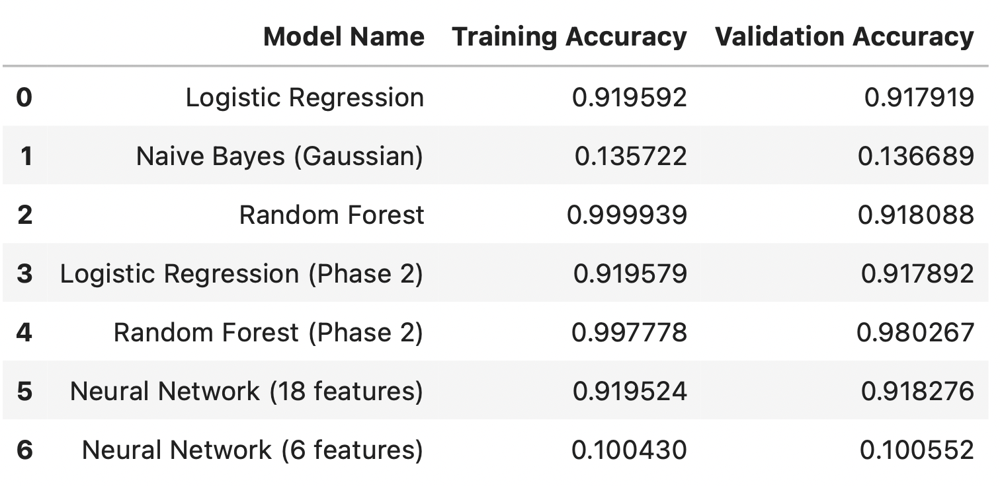 Model Name Training Accuracy Validation Accuracy
0 Logistic Regression 0.919592 0.917919
1 Naive Bayes (Gaussian) 0.135722 0.136689
2 Random Forest 0.999939 0.918088
3 Logistic Regression (Phase 2) 0.919579 0.917892
4 Random Forest (Phase 2) 0.997778 0.980267
5 Neural Network (18 features) 0.919524 0.918276
6 Neural Network (6 features) 0.100430 0.100552